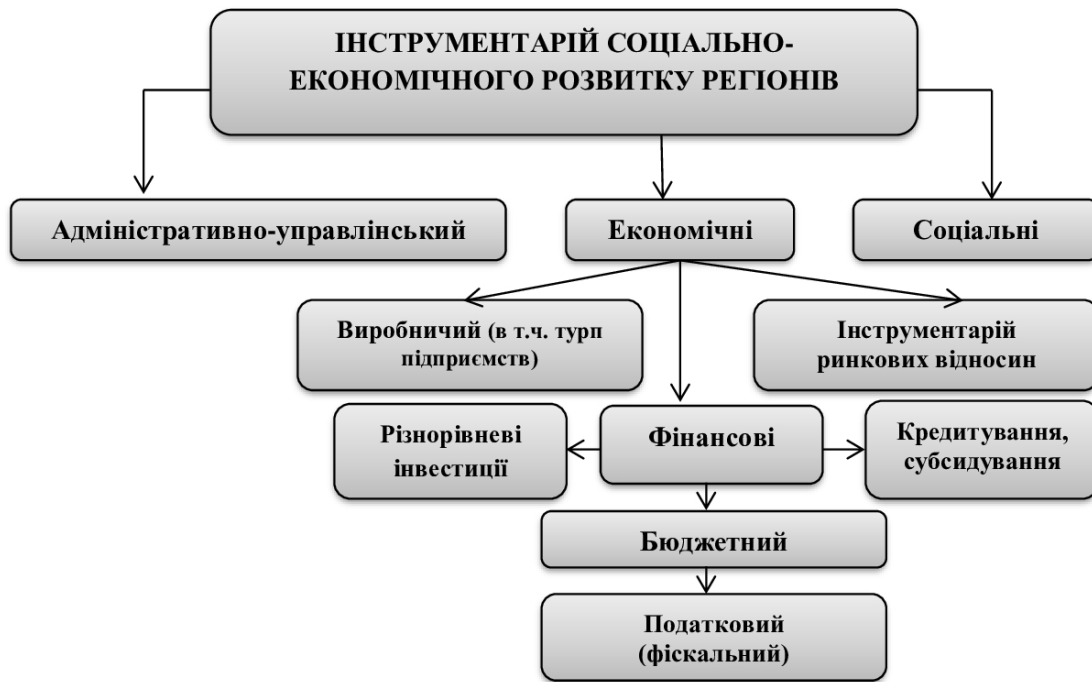 ІНСТРУМЕНТАРІЙ СОЦІАЛЬНО-
ЕКОНОМІЧНОГО РОЗВИТКУ РЕГІОНІВ
Адміністративно-управлінський
Економічні
Соціальні
Виробничий (в т.ч. турп
підприємств)
Інструментарій
ринкових відносин
Різнорівневі
інвестиції
Фінансові
Кредитування,
субсидування
Бюджетний
Податковий
(фіскальний)